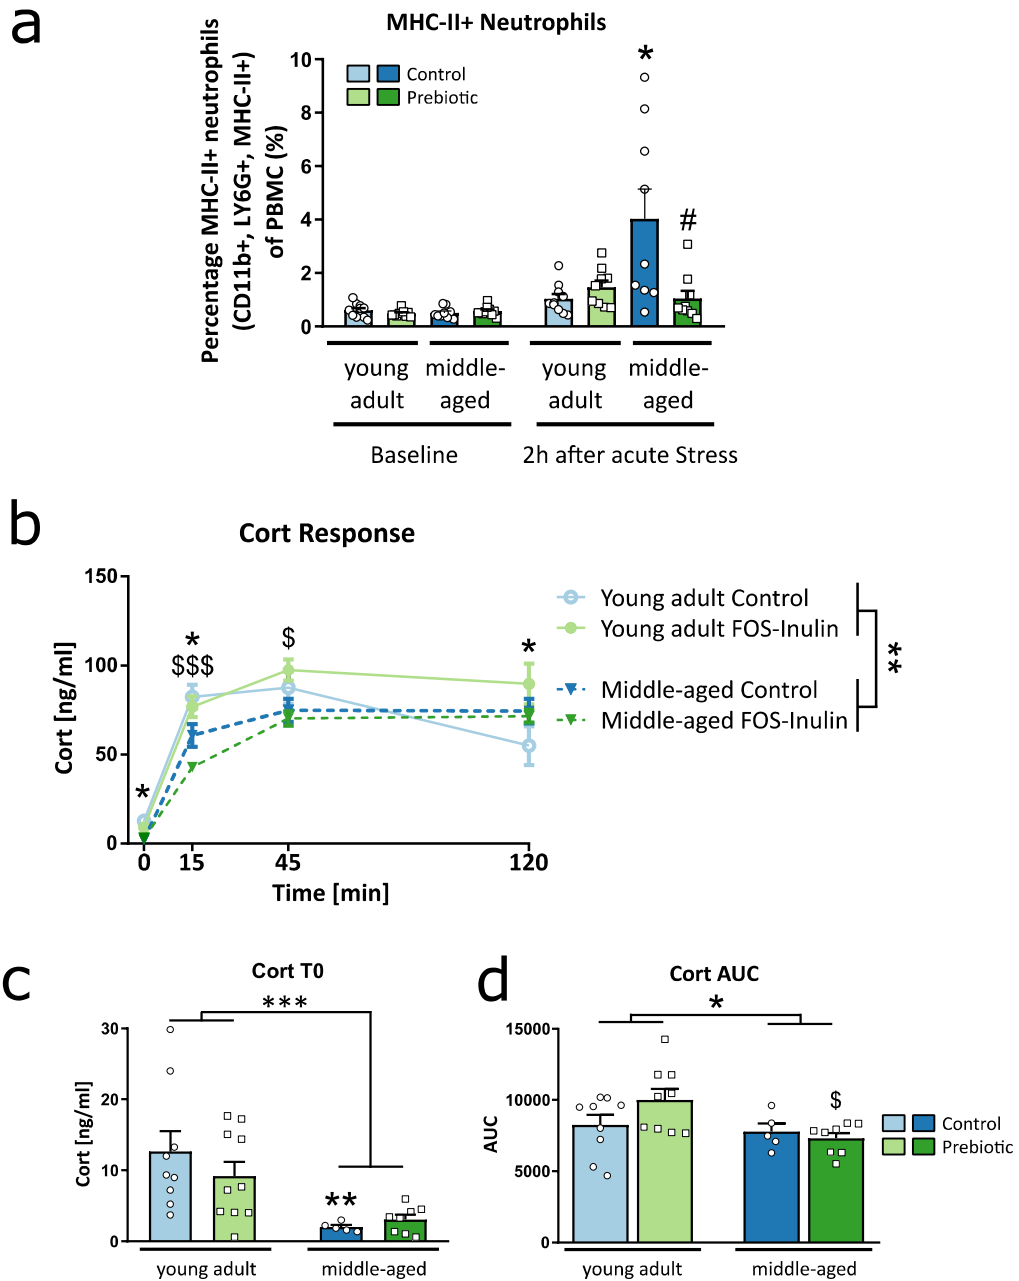 a
MHC-II+ Neutrophils
Percentage MHC-II+ neutrophils
(CD11b+, LY6G+, MHC-II+)
of PBMC (%)
10
8
6
4
2
0
Control
Prebiotic
*
#
young adult
middle-aged
young adult
middle-aged
Baseline
2h after acute Stress
b
Cort Response
Cort [ng/ml]
150
100
50
0
*
*
$$$
$
*
0 15 45 120
Time [min]
Young adult Control
Young adult FOS-Inulin
Middle-aged Control
Middle-aged FOS-Inulin
**
c
Cort T0
***
Cort [ng/ml]
30
20
10
0
**
young adult
middle-aged
d
Cort AUC
*
AUC
15000
10000
5000
0
$
young adult
middle-aged
Control
Prebiotic